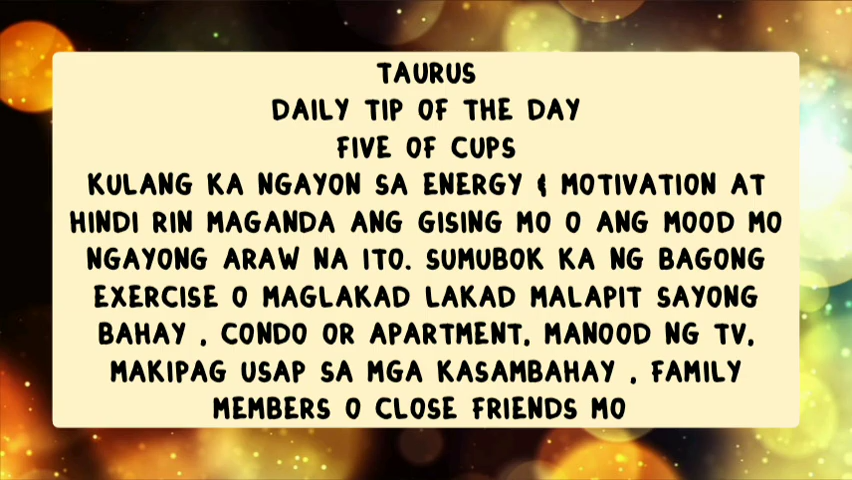 TAURUS
DAILY TIP OF THE DAY
FIVE OF CUPS
KULANG KA NGAYON SA ENERGY & MOTIVATION AT
HINDI RIN MAGANDA ANG GISING MO O ANG MOOD MO
NGAYONG ARAW NA ITO. SUMUBOK KA NG BAGONG
EXERCISE O MAGLAKAD LAKAD MALAPIT SAYONG
BAHAY , CONDO OR APARTMENT, MANOOD NG TV,
MAKIPAG USAP SA MGA KASAMBAHAY , FAMILY
MEMBERS O CLOSE FRIENDS MO